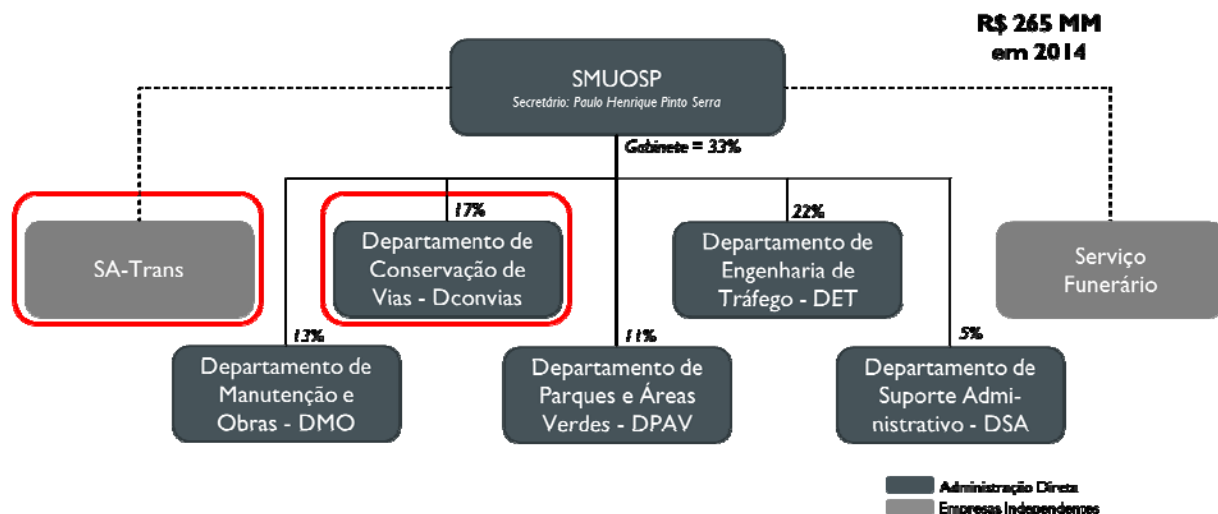 R$ 265 MM
em 2014
SMUOSP
Secretário: Paulo Henrique Pinto Serra
Gabinete = 33%
SA-Trans
17%
Departamento de
Conservação de
Vias - Dconvias
22%
Departamento de
Engenharia de
Tráfego - DET
Serviço
Funerário
13%
Departamento de
Manutenção e
Obras - DMO
11%
Departamento de
Parques e Áreas
Verdes - DPAV
5%
Departamento de
Suporte Admi-
nistrativo - DSA
Administração Direta
Empresas Independentes